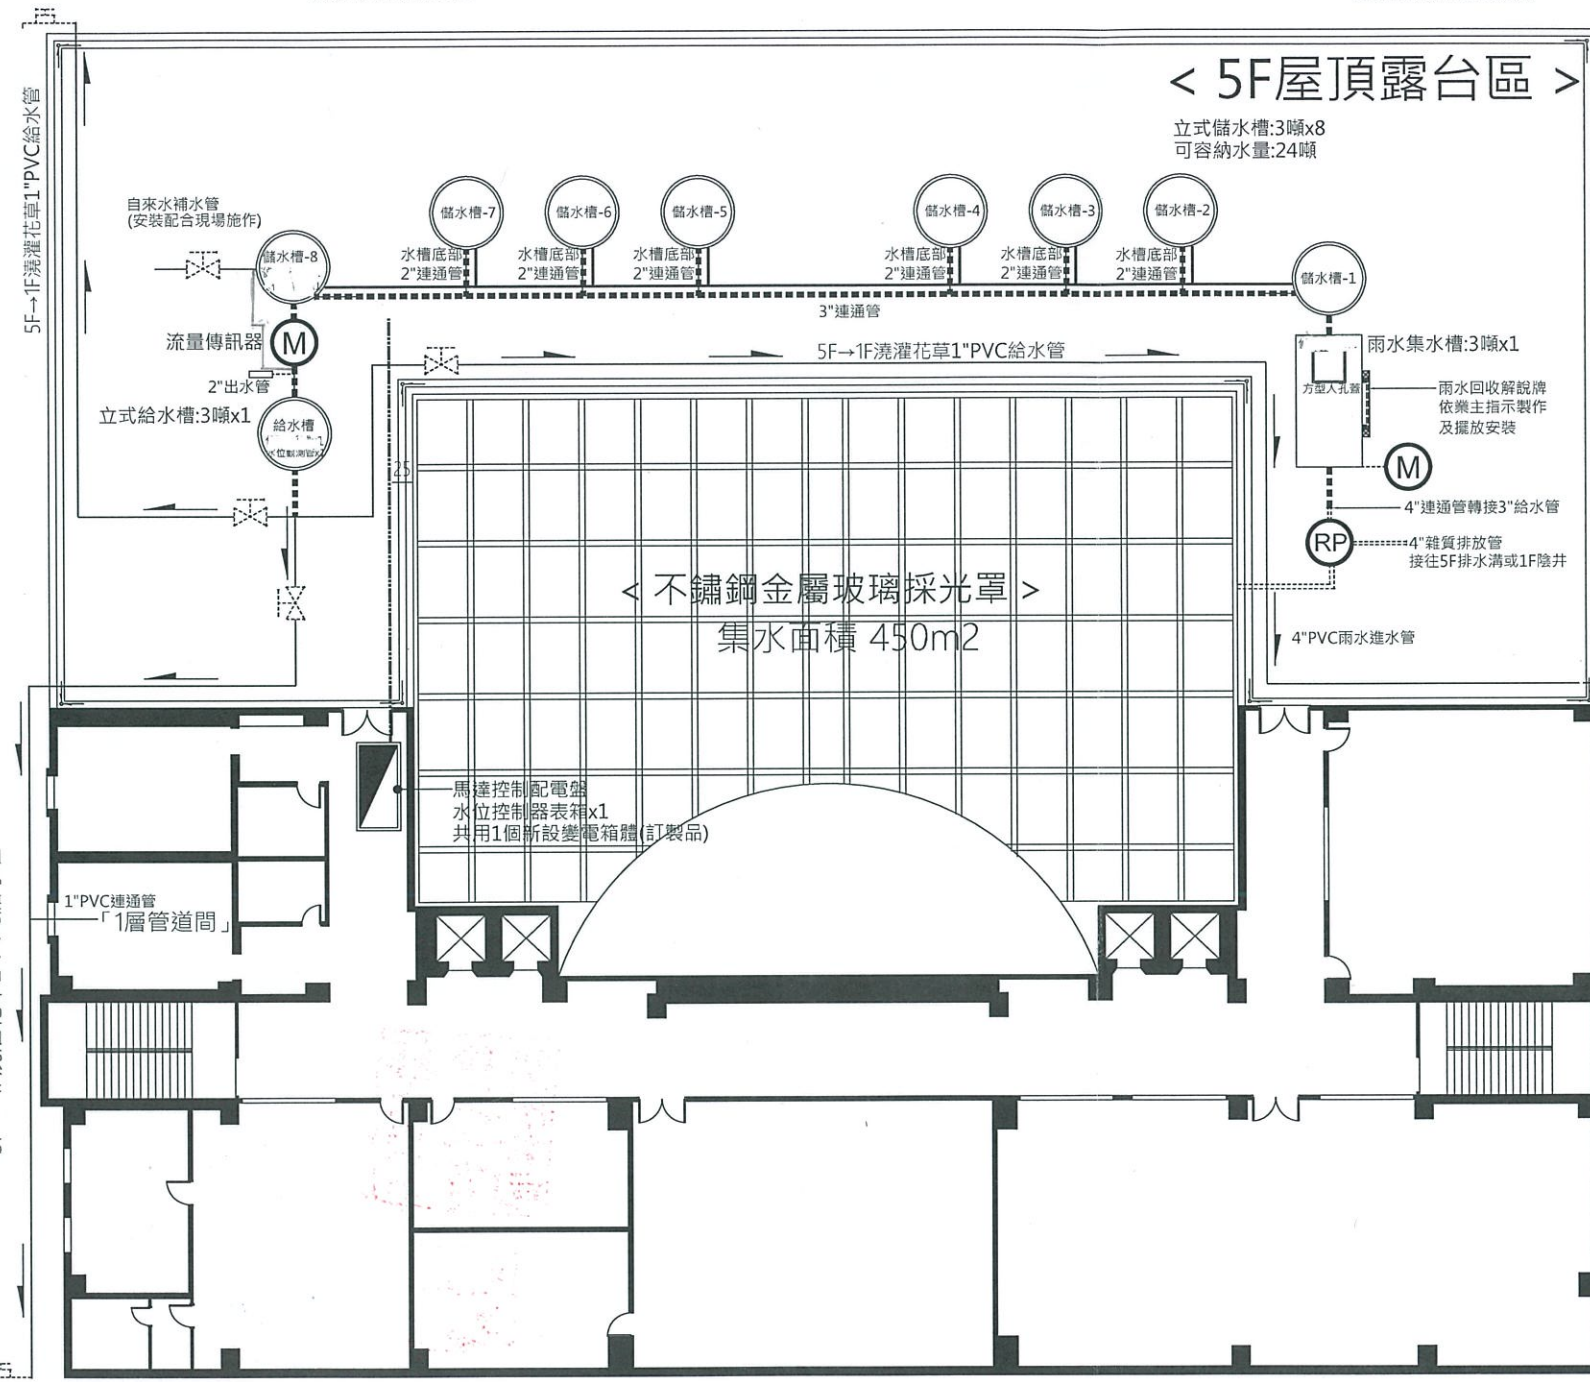 < 5F屋頂露台區 >
立式儲水槽:3噸x8
可容納水量:24噸
5F→1F澆灌花草1"PVC給水管
自來水補水管
(安裝配合現場施作)
儲水槽-8
儲水槽-7
儲水槽-6
儲水槽-5
儲水槽-4
儲水槽-3
儲水槽-2
儲水槽-1
水槽底部
2"連通管
水槽底部
2"連通管
水槽底部
2"連通管
水槽底部
2"連通管
水槽底部
2"連通管
水槽底部
2"連通管
3"連通管
流量傳訊器
M
5F→1F澆灌花草1"PVC給水管
雨水集水槽:3噸x1
方型人孔蓋
2"出水管
雨水回收解說牌
依業主指示製作
及擺放安裝
立式給水槽:3噸x1
給水槽
25
M
4"連通管轉接3"給水管
RP
4"雜質排放管
接往5F排水溝或1F陰井
< 不鏽鋼金屬玻璃採光罩 >
集水面積 450m2
4"PVC雨水進水管
馬達控制配電盤
水位控制器表箱x1
共用1個新設變電箱體(訂製品)
1"PVC連通管
「1層管道間」